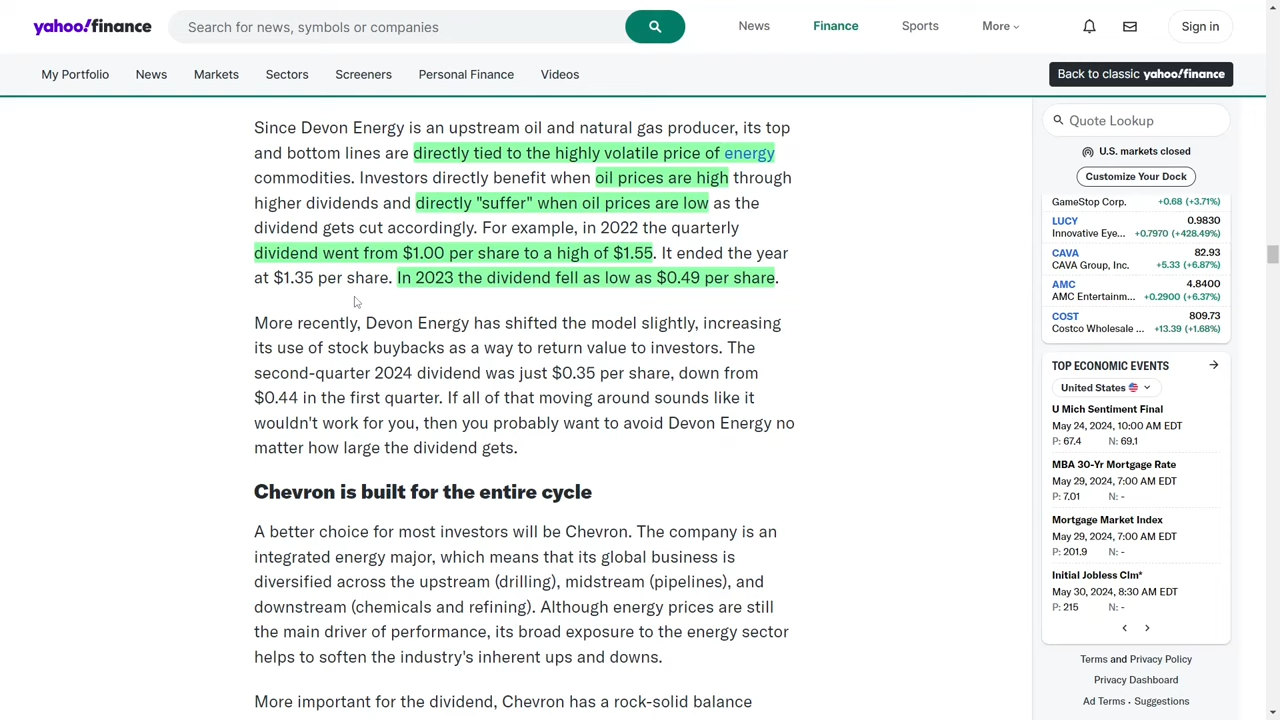 yahoo!finance
Search for news, symbols or companies
News
Finance
Sports
More
Sign in
My Portfolio
News
Markets
Sectors
Screeners
Personal Finance
Videos
Back to classic yahoo!finance
Since Devon Energy is an upstream oil and natural gas producer, its top
and bottom lines are directly tied to the highly volatile price of energy
commodities. Investors directly benefit when oil prices are high through
higher dividends and directly "suffer" when oil prices are low as the
dividend gets cut accordingly. For example, in 2022 the quarterly
dividend went from $1.00 per share to a high of $1.55. It ended the year
at $1.35 per share. In 2023 the dividend fell as low as $0.49 per share.
More recently, Devon Energy has shifted the model slightly, increasing
its use of stock buybacks as a way to return value to investors. The
second-quarter 2024 dividend was just $0.35 per share, down from
$0.44 in the first quarter. If all of that moving around sounds like it
wouldn't work for you, then you probably want to avoid Devon Energy no
matter how large the dividend gets.
Chevron is built for the entire cycle
A better choice for most investors will be Chevron. The company is an
integrated energy major, which means that its global business is
diversified across the upstream (drilling), midstream (pipelines), and
downstream (chemicals and refining). Although energy prices are still
the main driver of performance, its broad exposure to the energy sector
helps to soften the industry's inherent ups and downs.
More important for the dividend, Chevron has a rock-solid balance
Quote Lookup
U.S. markets closed
Customize Your Dock
GameStop Corp. +0.68 (+3.71%)
LUCY 0.9830
Innovative Eye... +0.7970 (+428.49%)
CAVA 82.93
CAVA Group, Inc. +5.33 (+6.87%)
AMC 4.8400
AMC Entertainm... +0.2900 (+6.37%)
COST 809.73
Costco Wholesale ... +13.39 (+1.68%)
TOP ECONOMIC EVENTS
United States
U Mich Sentiment Final
May 24, 2024, 10:00 AM EDT
P: 67.4 N: 69.1
MBA 30-Yr Mortgage Rate
May 29, 2024, 7:00 AM EDT
P: 7.01 N: -
Mortgage Market Index
May 29, 2024, 7:00 AM EDT
P: 201.9 N: -
Initial Jobless Clm*
May 30, 2024, 8:30 AM EDT
P: 215 N: -
Terms and Privacy Policy
Privacy Dashboard
Ad Terms • Suggestions